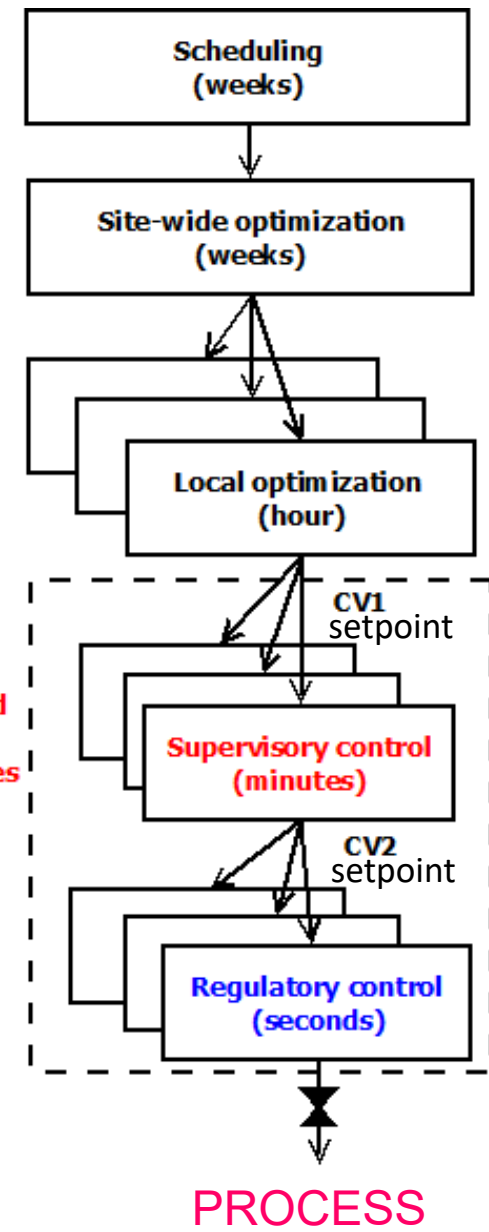 Scheduling
(weeks)
Site-wide optimization
(weeks)
Local optimization
(hour)
CV1
setpoint
Supervisory control
(minutes)
CV2
setpoint
Regulatory control
(seconds)
PROCESS